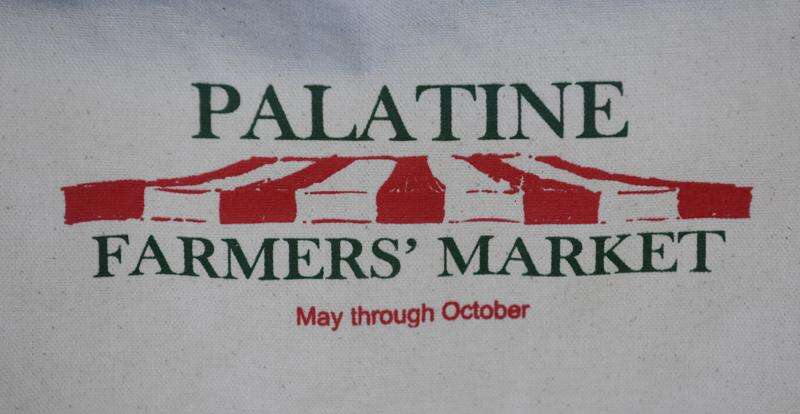 PALATINE
FARMERS' MARKET
May through October